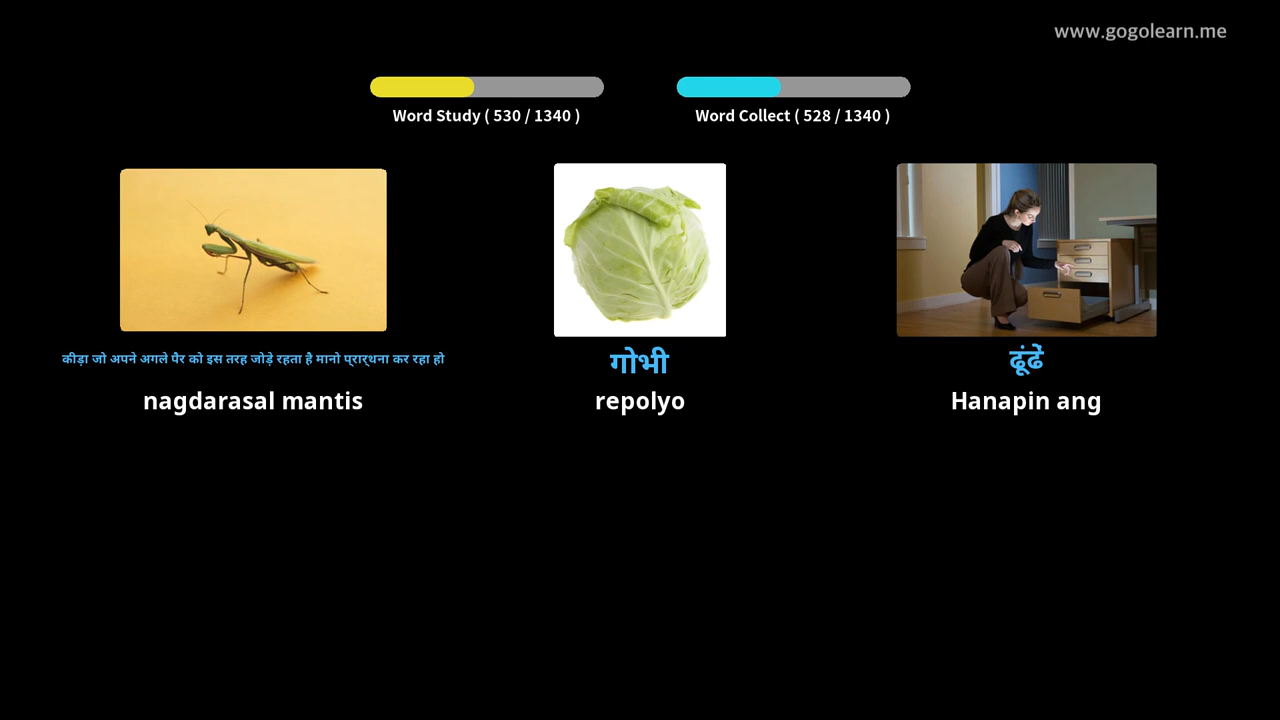 www.gogolearn.me
Word Study ( 530 / 1340 )
Word Collect ( 528 / 1340 )
कीड़ा जो अपने अगले पैर को इस तरह जोड़े रहता है मानो प्रार्थना कर रहा हो
nagdarasal mantis
गोभी
repolyo
ढूंढें
Hanapin ang